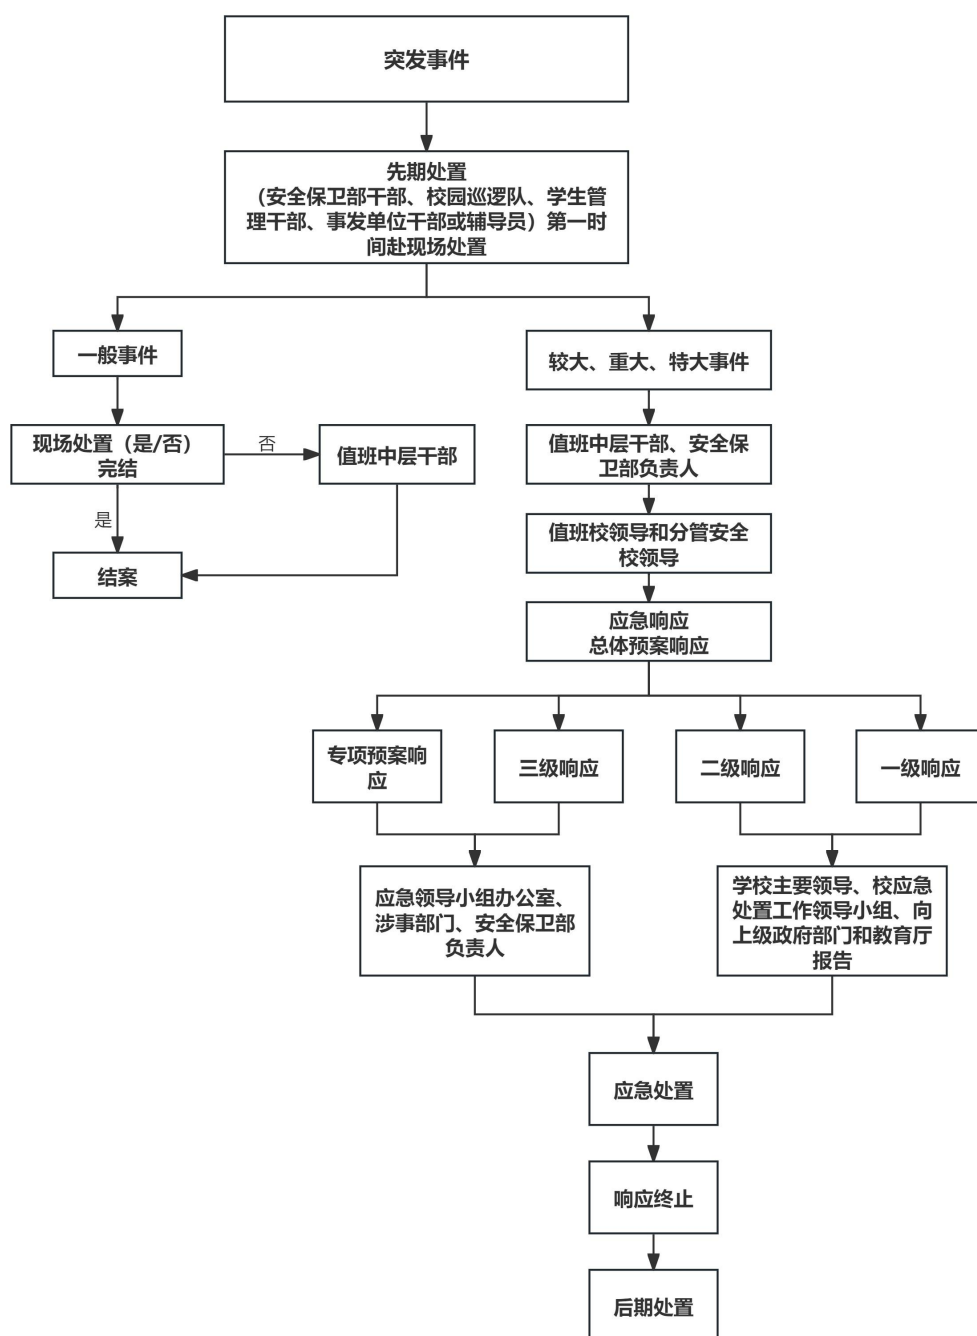 突发事件
先期处置
（安全保卫部干部、校园巡逻队、学生管
理干部、事发单位干部或辅导员）第一时
间赴现场处置
一般事件
较大、重大、特大事件
现场处置（是/否）
完结
否
值班中层干部
值班中层干部、安全保
卫部负责人
是
结案
值班校领导和分管安全
校领导
应急响应
总体预案响应
专项预案响
应
三级响应
二级响应
一级响应
应急领导小组办公室、
涉事部门、安全保卫部
负责人
学校主要领导、校应急
处置工作领导小组、向
上级政府部门和教育厅
报告
应急处置
响应终止
后期处置